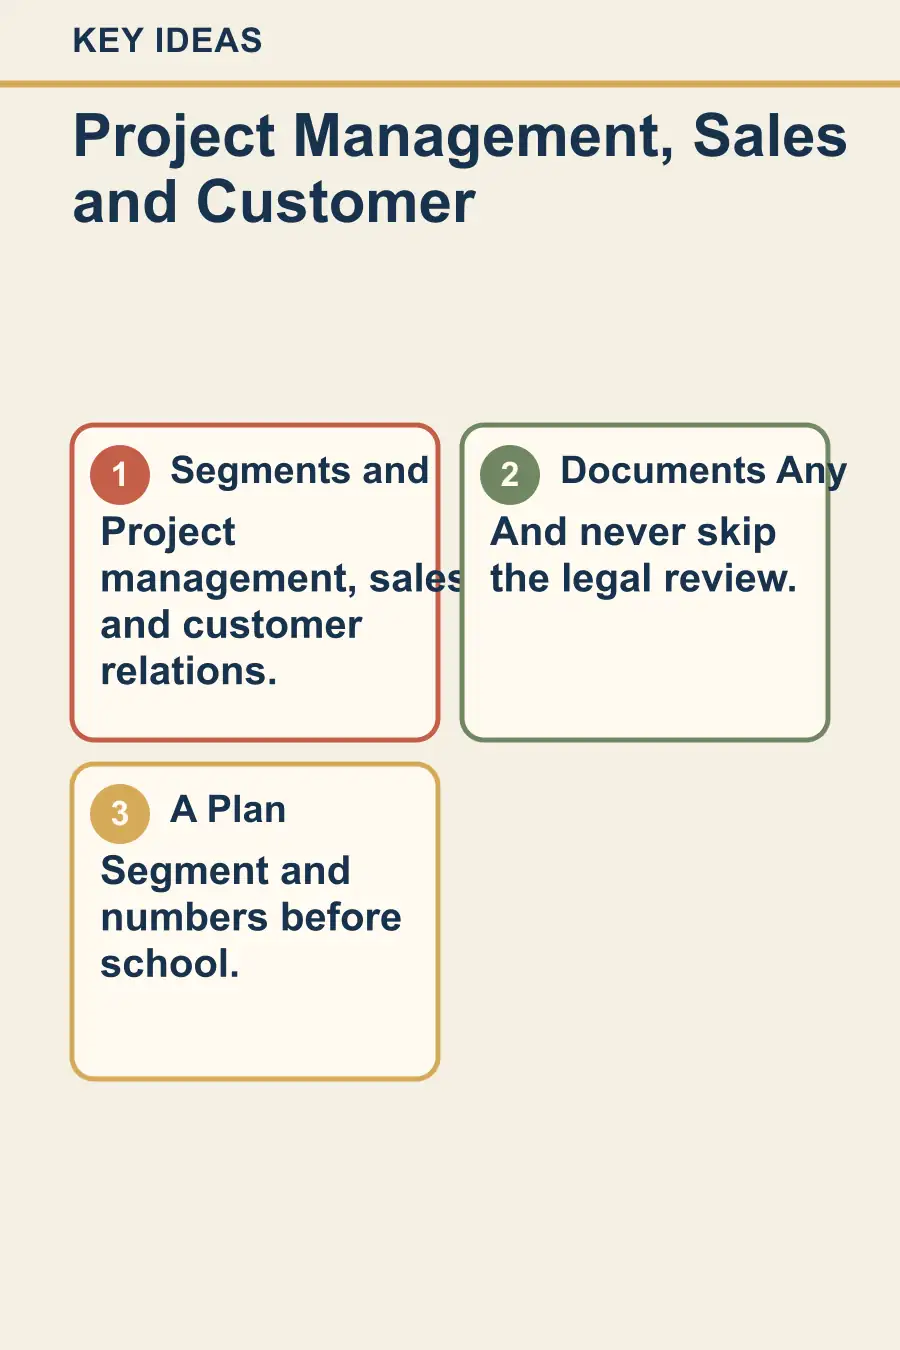 KEY IDEAS
Project Management, Sales
and Customer
1 Segments and
Project
management, sales
and customer
relations.
2 Documents Any
And never skip
the legal review.
3 A Plan
Segment and
numbers before
school.